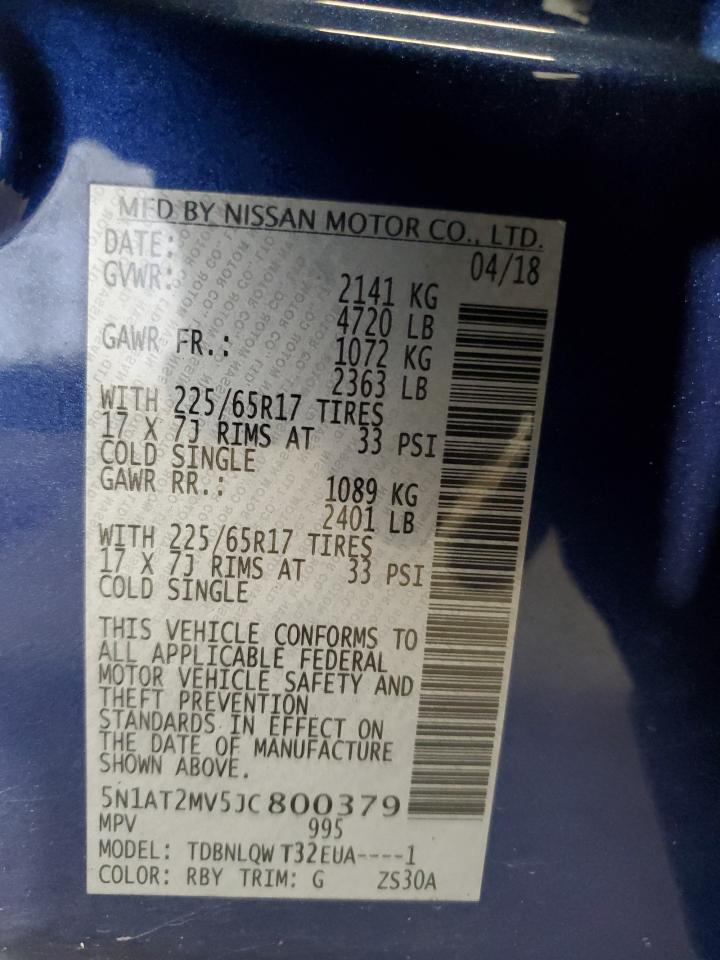 MFD BY NISSAN MOTOR CO., LTD.
DATE: 04/18
GVWR: 2141 KG
4720 LB
GAWR FR.: 1072 KG
2363 LB
WITH 225/65R17 TIRES
17 X 7J RIMS AT 33 PSI
COLD SINGLE
GAWR RR.: 1089 KG
2401 LB
WITH 225/65R17 TIRES
17 X 7J RIMS AT 33 PSI
COLD SINGLE
THIS VEHICLE CONFORMS TO
ALL APPLICABLE FEDERAL
MOTOR VEHICLE SAFETY AND
THEFT PREVENTION
STANDARDS IN EFFECT ON
THE DATE OF MANUFACTURE
SHOWN ABOVE.
5N1AT2MV5JC800379
MPV 995
MODEL: TDBNLQW T32EUA----1
COLOR: RBY TRIM: G ZS30A